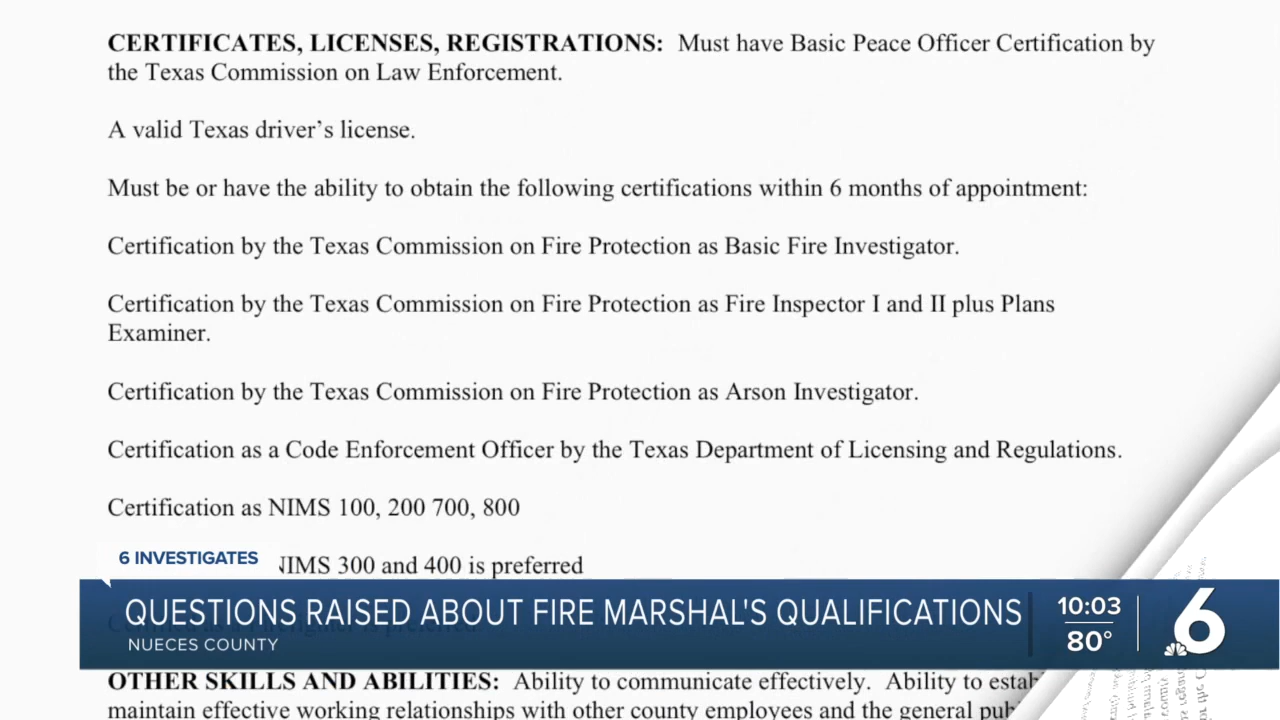 CERTIFICATES, LICENSES, REGISTRATIONS: Must have Basic Peace Officer Certification by
the Texas Commission on Law Enforcement.
A valid Texas driver’s license.
Must be or have the ability to obtain the following certifications within 6 months of appointment:
Certification by the Texas Commission on Fire Protection as Basic Fire Investigator.
Certification by the Texas Commission on Fire Protection as Fire Inspector I and II plus Plans
Examiner.
Certification by the Texas Commission on Fire Protection as Arson Investigator.
Certification as a Code Enforcement Officer by the Texas Department of Licensing and Regulations.
Certification as NIMS 100, 200 700, 800
6 INVESTIGATES
NIMS 300 and 400 is preferred
QUESTIONS RAISED ABOUT FIRE MARSHAL'S QUALIFICATIONS
NUECES COUNTY
10:03
80°
6
OTHER SKILLS AND ABILITIES: Ability to communicate effectively. Ability to
maintain effective working relationships with other county employees and the general